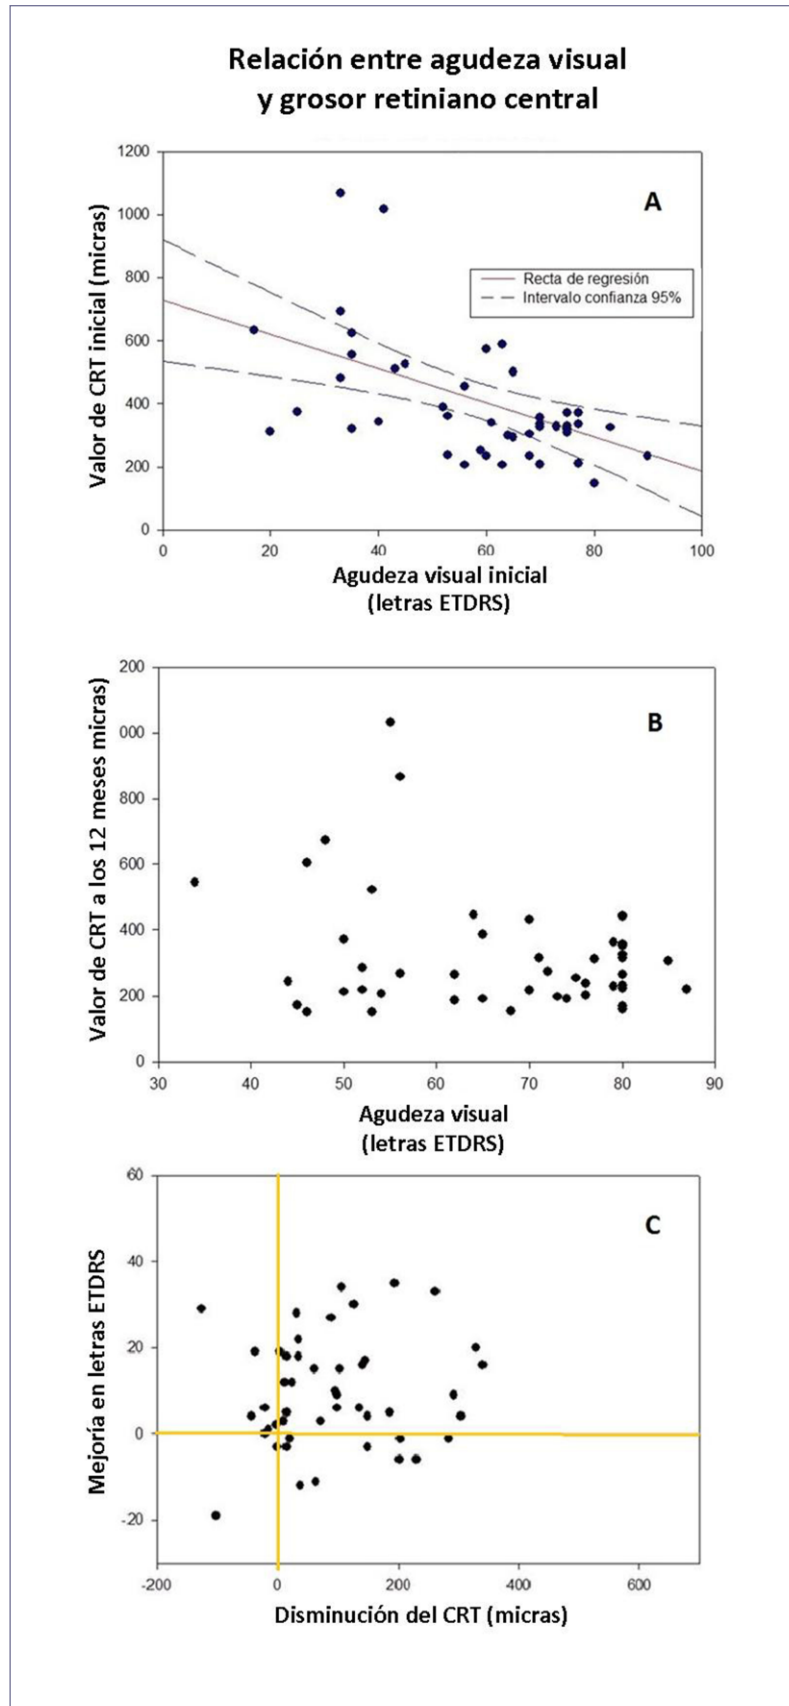 Relación entre agudeza visual
y grosor retiniano central
1200
1000
800
600
400
200
0
Valor de CRT inicial (micras)
A
Recta de regresión
Intervalo confianza 95%
0 20 40 60 80 100
Agudeza visual inicial
(letras ETDRS)
200
000
800
600
400
200
0
Valor de CRT a los 12 meses micras)
B
30 40 50 60 70 80 90
Agudeza visual
(letras ETDRS)
60
40
20
0
-20
Mejoría en letras ETDRS
C
-200 0 200 400 600
Disminución del CRT (micras)